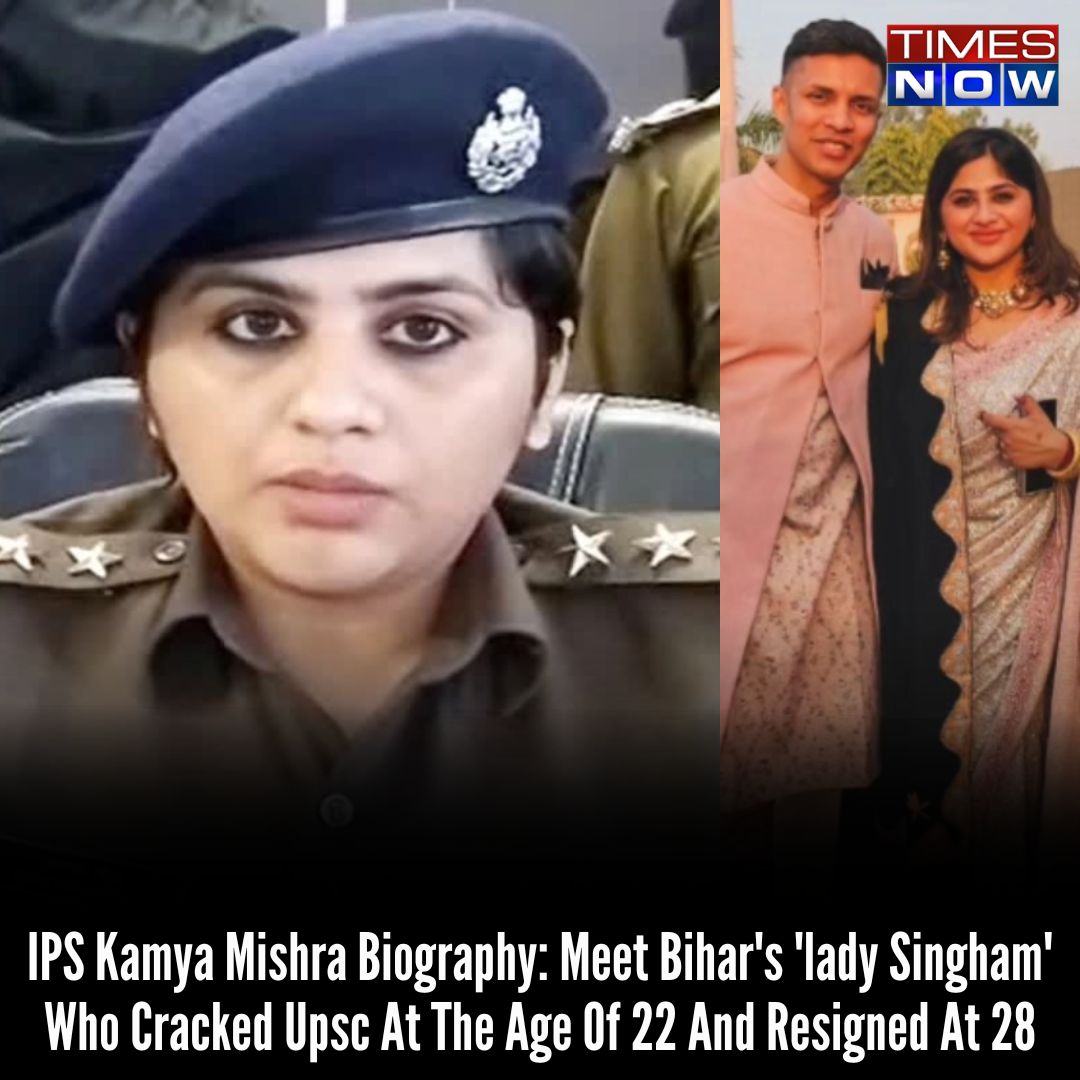 TIMES
NOW
IPS Kamya Mishra Biography: Meet Bihar's 'lady Singham'
Who Cracked Upsc At The Age Of 22 And Resigned At 28